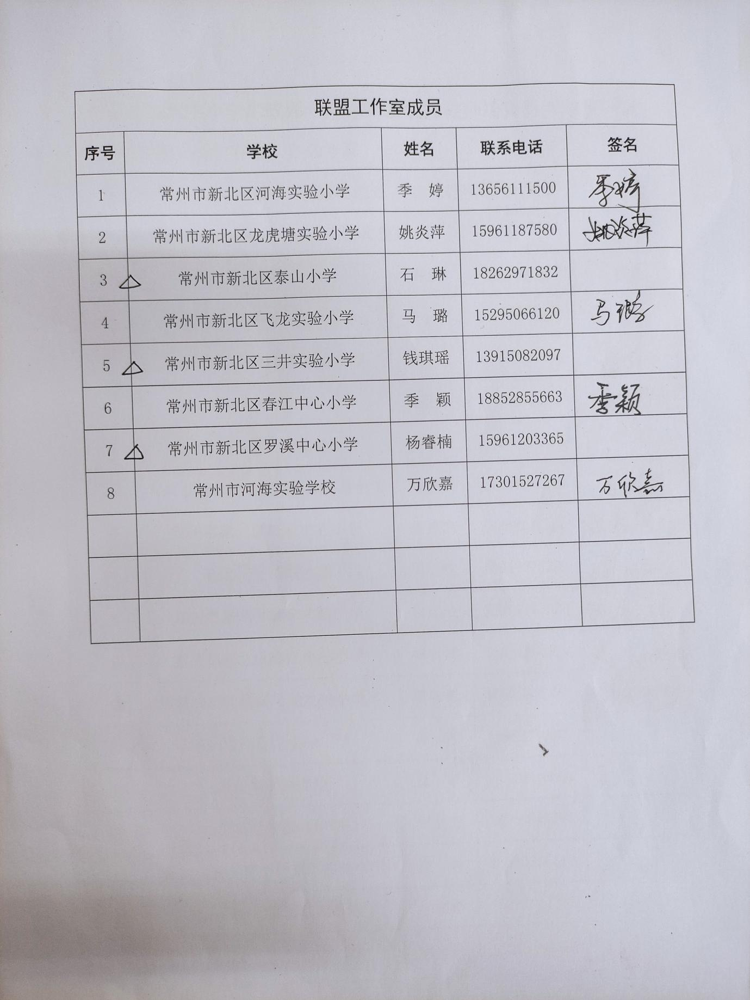 联盟工作室成员
序号 学校 姓名 联系电话 签名
1 常州市新北区河海实验小学 季 婷 13656111500 季婷
2 常州市新北区龙虎塘实验小学 姚炎萍 15961187580 姚炎萍
3 常州市新北区泰山小学 石 琳 18262971832
4 常州市新北区飞龙实验小学 马 璐 15295066120 马璐
5 常州市新北区三井实验小学 钱琪瑶 13915082097
6 常州市新北区春江中心小学 季 颖 18852855663 季颖
7 常州市新北区罗溪中心小学 杨睿楠 15961203365
8 常州市河海实验学校 万欣嘉 17301527267 万欣嘉